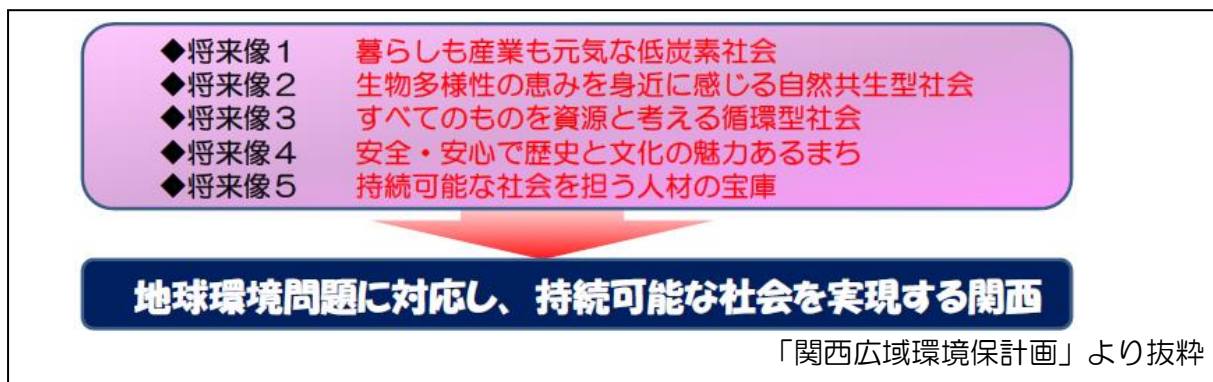 ◆将来像1 暮らしも産業も元気な低炭素社会
◆将来像2 生物多様性の恵みを身近に感じる自然共生型社会
◆将来像3 すべてのものを資源と考える循環型社会
◆将来像4 安全・安心で歴史と文化の魅力あるまち
◆将来像5 持続可能な社会を担う人材の宝庫
地球環境問題に対応し、持続可能な社会を実現する関西
「関西広域環境保計画」より抜粋